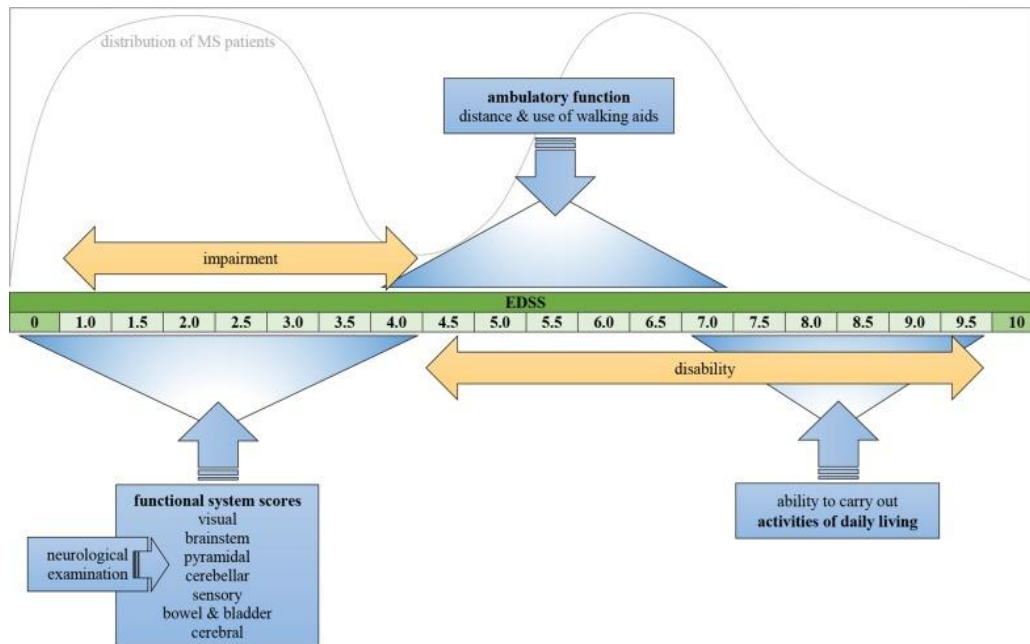 distribution of MS patients
ambulatory function
distance & use of walking aids
impairment
EDSS
0 1.0 1.5 2.0 2.5 3.0 3.5 4.0 4.5 5.0 5.5 6.0 6.5 7.0 7.5 8.0 8.5 9.0 9.5 10
disability
functional system scores
visual
brainstem
pyramidal
cerebellar
sensory
bowel & bladder
cerebral
neurological
examination
ability to carry out
activities of daily living